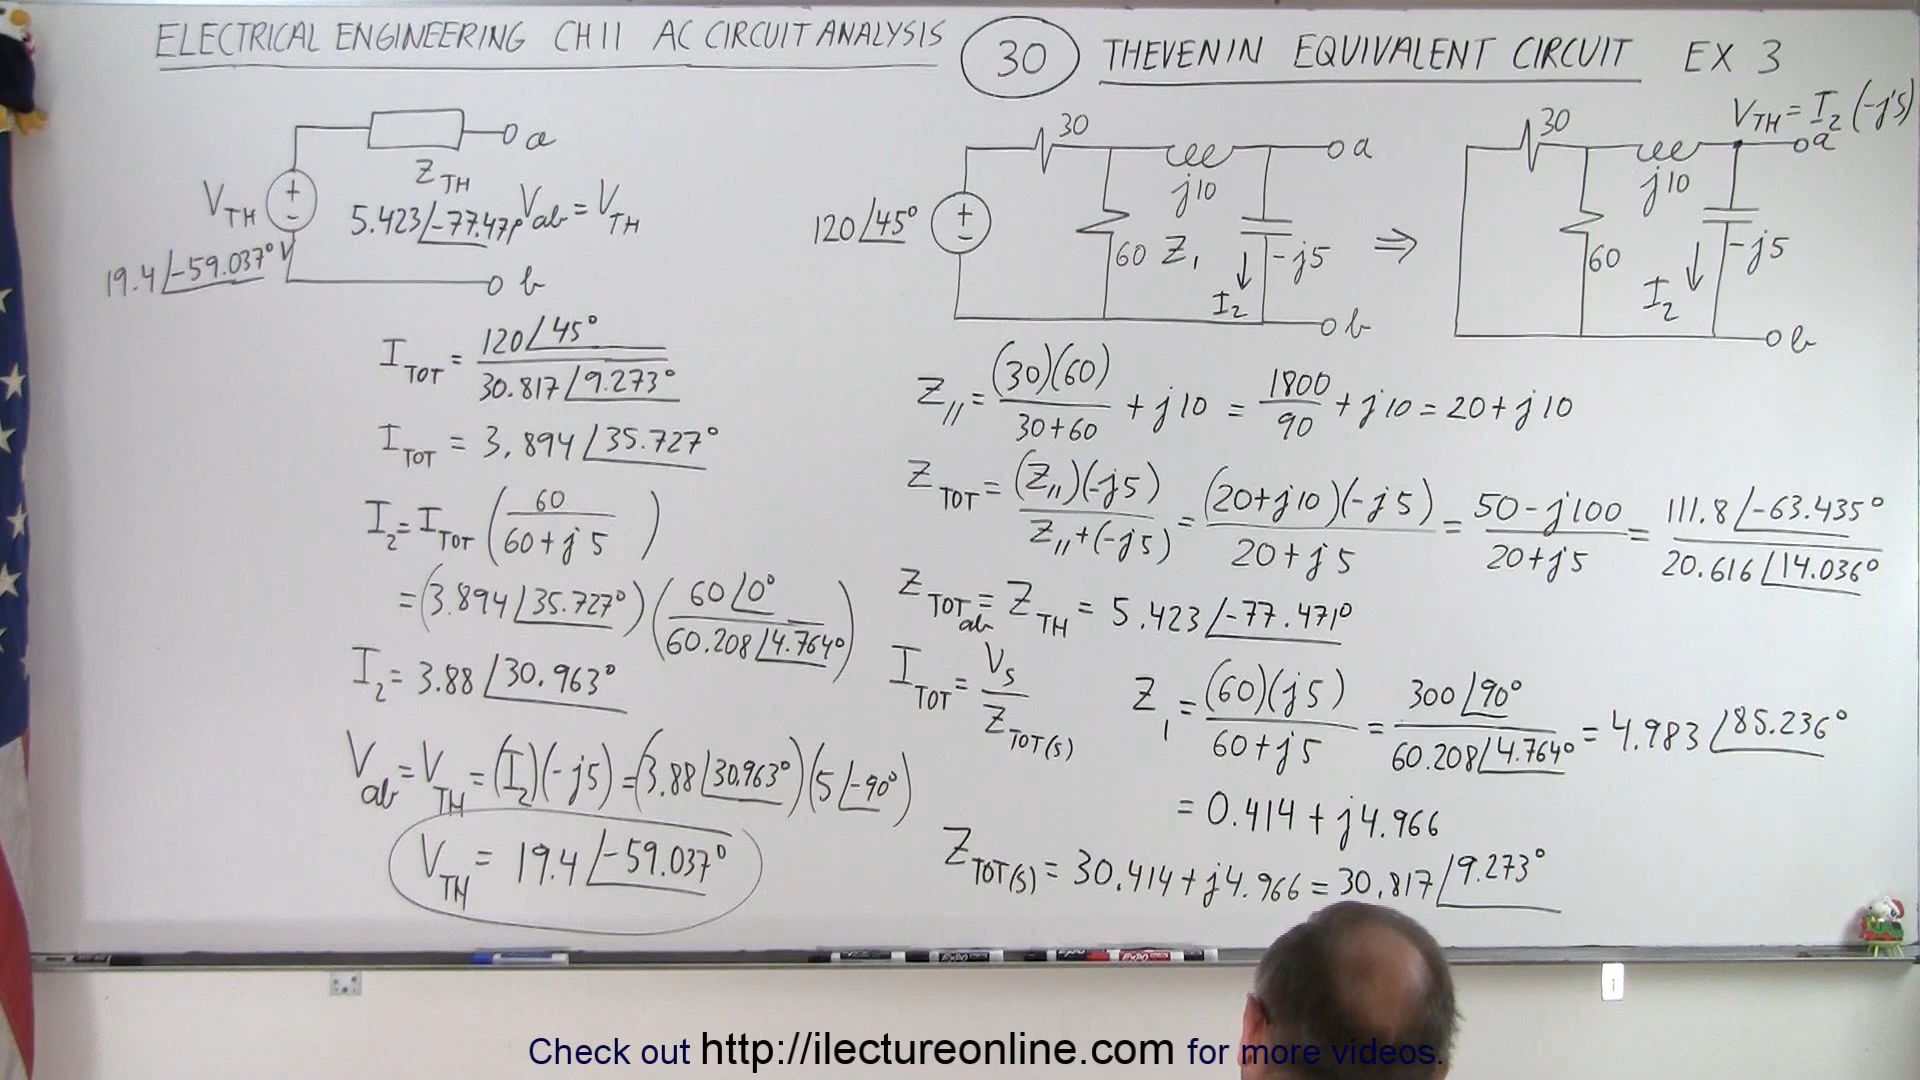 ELECTRICAL ENGINEERING CH 11 AC CIRCUIT ANALYSIS 30 THEVENIN EQUIVALENT CIRCUIT EX 3
a
Z_TH
V_TH + -
5.423∠-77.47° V_ab = V_TH
19.4∠-59.037° V
b
I_TOT = 120∠45° / 30.817∠9.273°
I_TOT = 3.894∠35.727°
I_2 = I_TOT (60 / (60 + j5))
= (3.894∠35.727°)(60∠0° / 60.208∠4.764°)
I_2 = 3.88∠30.963°
V_ab = V_TH = (I_2)(-j5) = (3.88∠30.963°)(5∠-90°)
V_TH = 19.4∠-59.037°
30
a
j10
120∠45° + -
60 Z_1 -j5 ⇒
I_2
b
V_TH = I_2(-j5)
30
a
j10
60 -j5
I_2
b
Z_// = (30)(60) / (30+60) + j10 = 1800/90 + j10 = 20 + j10
Z_TOT = (Z_//)(-j5) / (Z_// + (-j5)) = (20+j10)(-j5) / (20+j5) = (50-j100) / (20+j5) = 111.8∠-63.435° / 20.616∠14.036°
Z_TOT ab = Z_TH = 5.423∠-77.471°
I_TOT = V_S / Z_TOT(S)
Z_1 = (60)(j5) / (60+j5) = 300∠90° / 60.208∠4.764° = 4.983∠85.236°
= 0.414 + j4.966
Z_TOT(S) = 30.414 + j4.966 = 30.817∠9.273°
Check out http://ilectureonline.com for more videos.